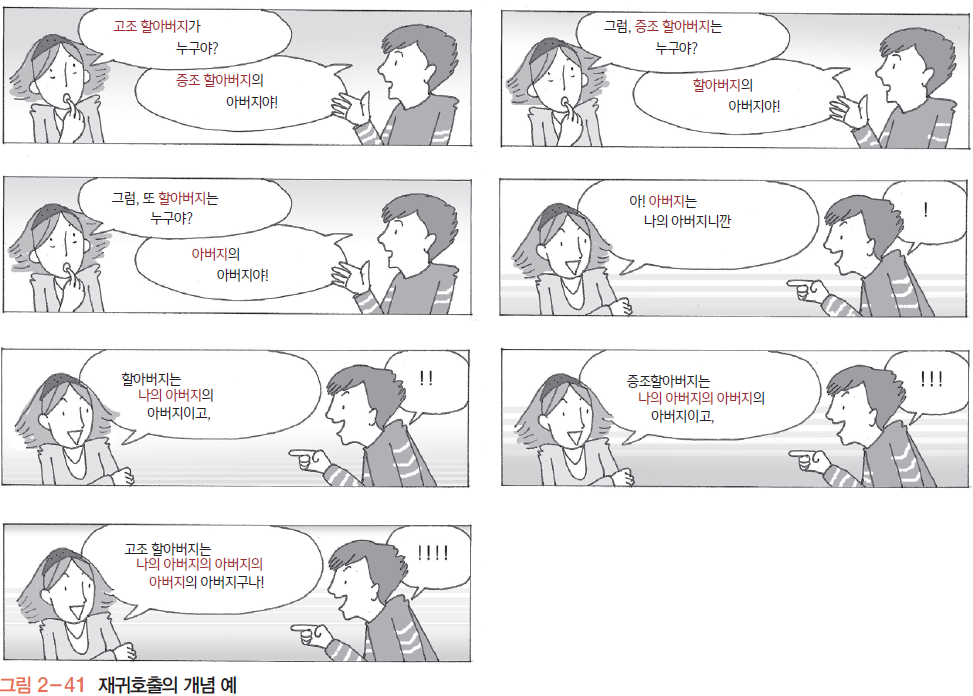 고조 할아버지가
누구야?
증조 할아버지의
아버지야!
그럼, 증조 할아버지는
누구야?
할아버지의
아버지야!
그럼, 또 할아버지는
누구야?
아버지의
아버지야!
아! 아버지는
나의 아버지니깐
!
할아버지는
나의 아버지의
아버지이고,
!!
증조할아버지는
나의 아버지의 아버지의
아버지이고,
!!!
고조 할아버지는
나의 아버지의 아버지의
아버지의 아버지구나!
!!!!
그림 2-41 재귀호출의 개념 예